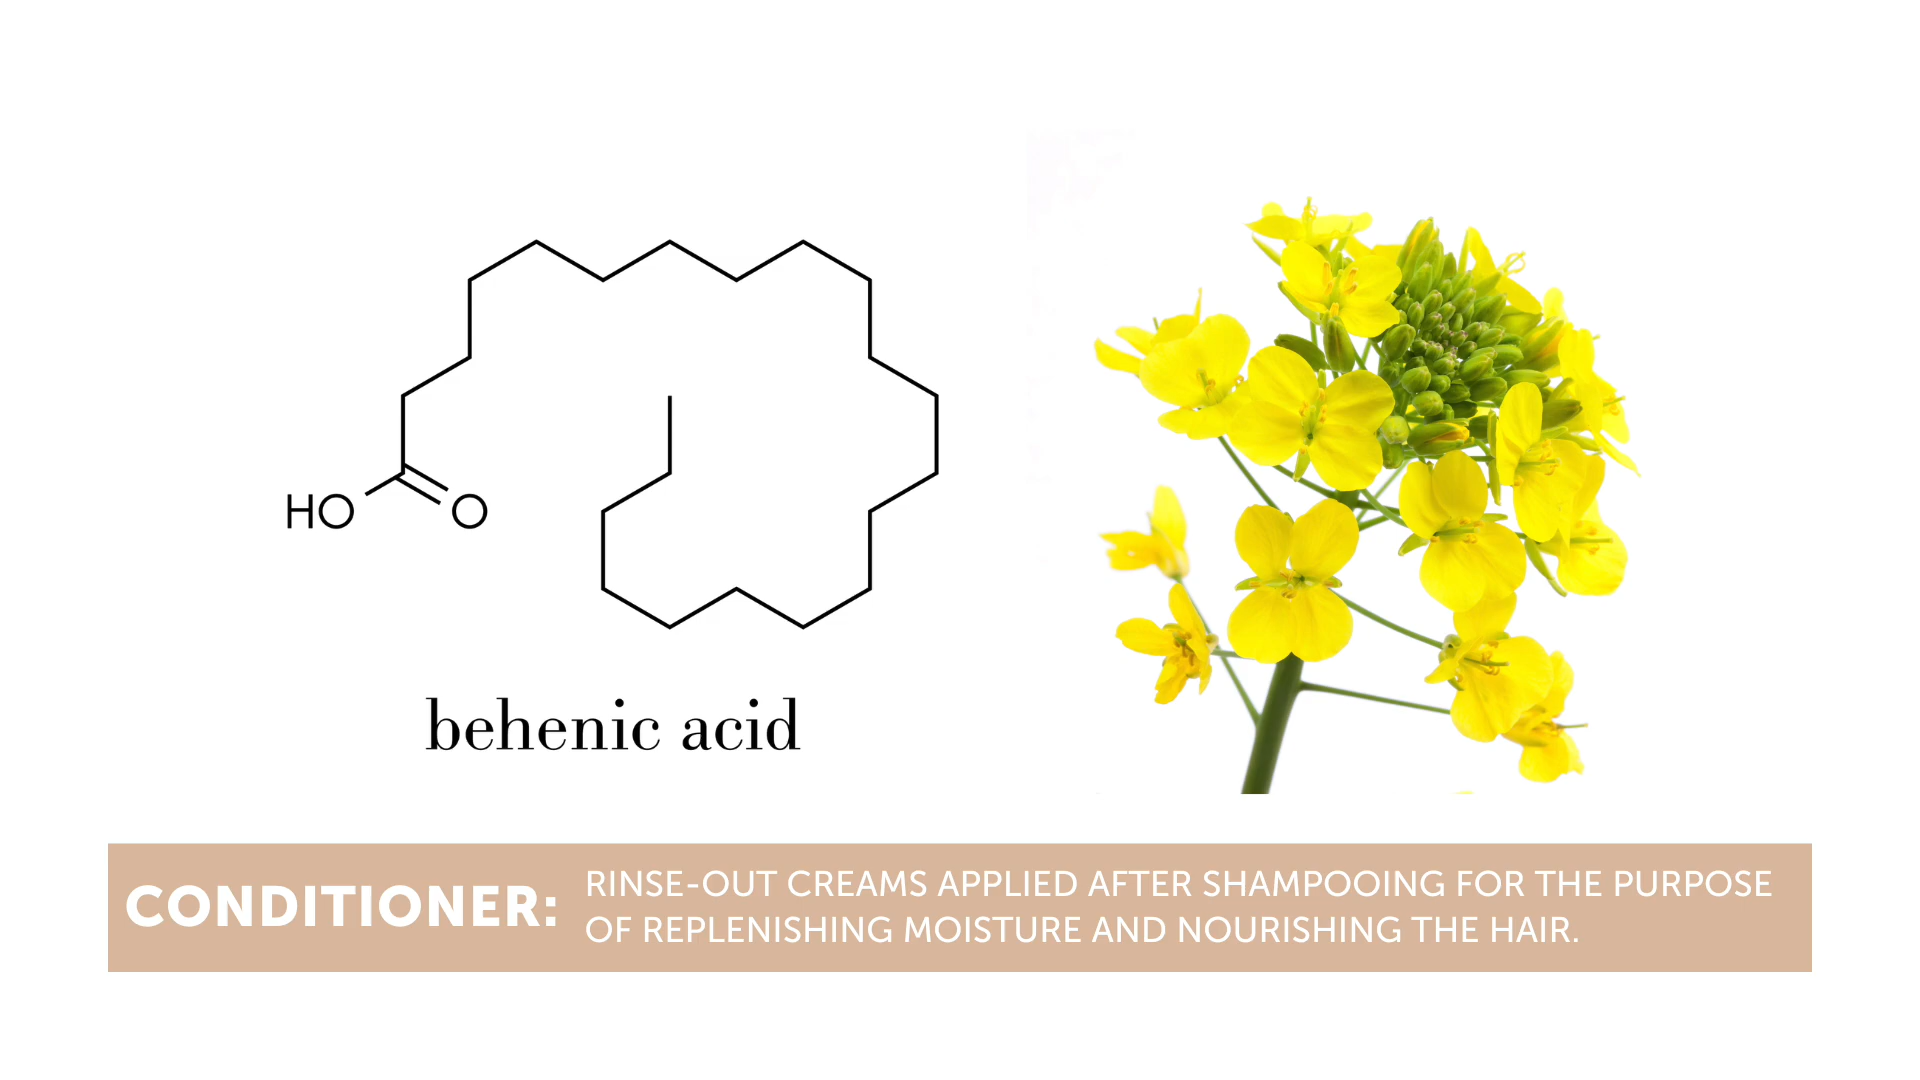 HO
O
behenic acid
CONDITIONER:
RINSE-OUT CREAMS APPLIED AFTER SHAMPOOING FOR THE PURPOSE
OF REPLENISHING MOISTURE AND NOURISHING THE HAIR.